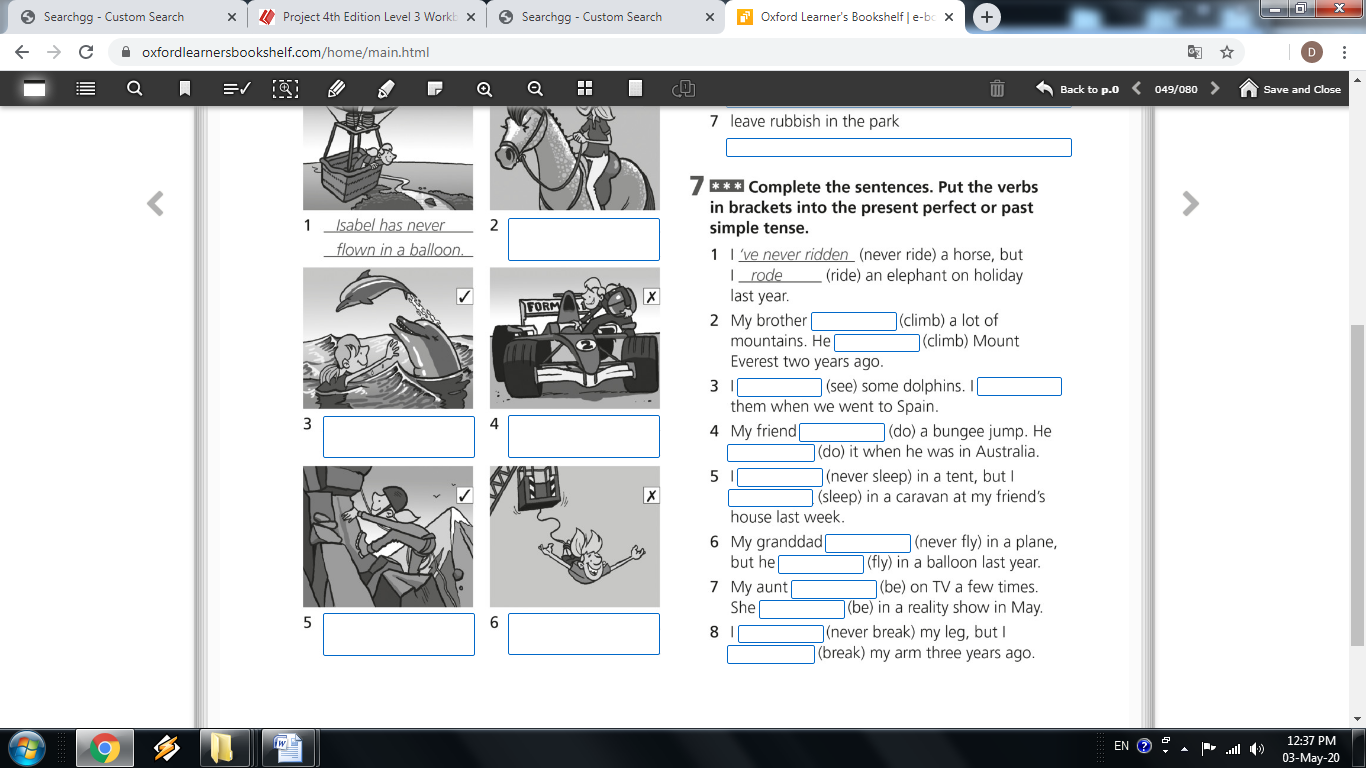 Searchgg - Custom Search
Project 4th Edition Level 3 Workb
Searchgg - Custom Search
Oxford Learner's Bookshelf | e-bo
oxfordlearnersbookshelf.com/home/main.html
D
Back to p.0
049/080
Save and Close
1 Isabel has never
flown in a balloon.
2
3
FORM
2
4
5
6
7 leave rubbish in the park
7 *** Complete the sentences. Put the verbs
in brackets into the present perfect or past
simple tense.
1 I 've never ridden (never ride) a horse, but
I rode (ride) an elephant on holiday
last year.
2 My brother (climb) a lot of
mountains. He (climb) Mount
Everest two years ago.
3 I (see) some dolphins. I
them when we went to Spain.
4 My friend (do) a bungee jump. He
(do) it when he was in Australia.
5 I (never sleep) in a tent, but I
(sleep) in a caravan at my friend's
house last week.
6 My granddad (never fly) in a plane,
but he (fly) in a balloon last year.
7 My aunt (be) on TV a few times.
She (be) in a reality show in May.
8 I (never break) my leg, but I
(break) my arm three years ago.
EN
12:37 PM
03-May-20